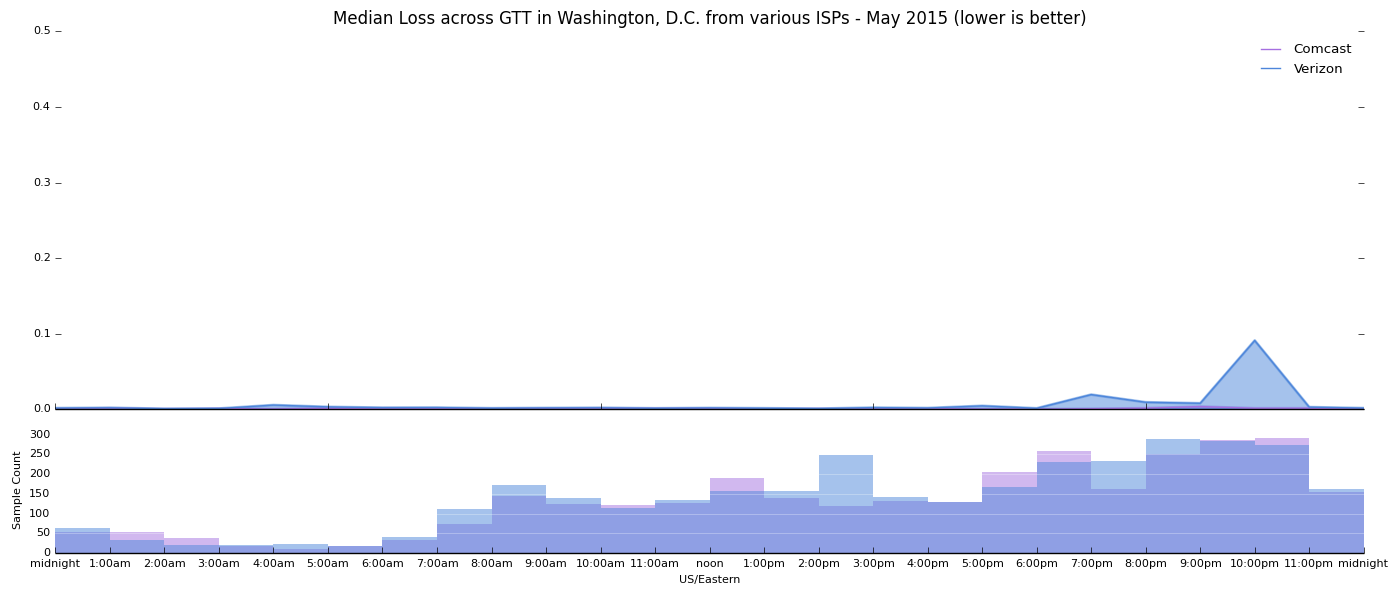 Median Loss across GTT in Washington, D.C. from various ISPs - May 2015 (lower is better)
0.5
Comcast
Verizon
0.4
0.3
0.2
0.1
0.0
300
250
200
150
100
50
0
Sample Count
midnight 1:00am 2:00am 3:00am 4:00am 5:00am 6:00am 7:00am 8:00am 9:00am 10:00am 11:00am noon 1:00pm 2:00pm 3:00pm 4:00pm 5:00pm 6:00pm 7:00pm 8:00pm 9:00pm 10:00pm 11:00pm midnight
US/Eastern